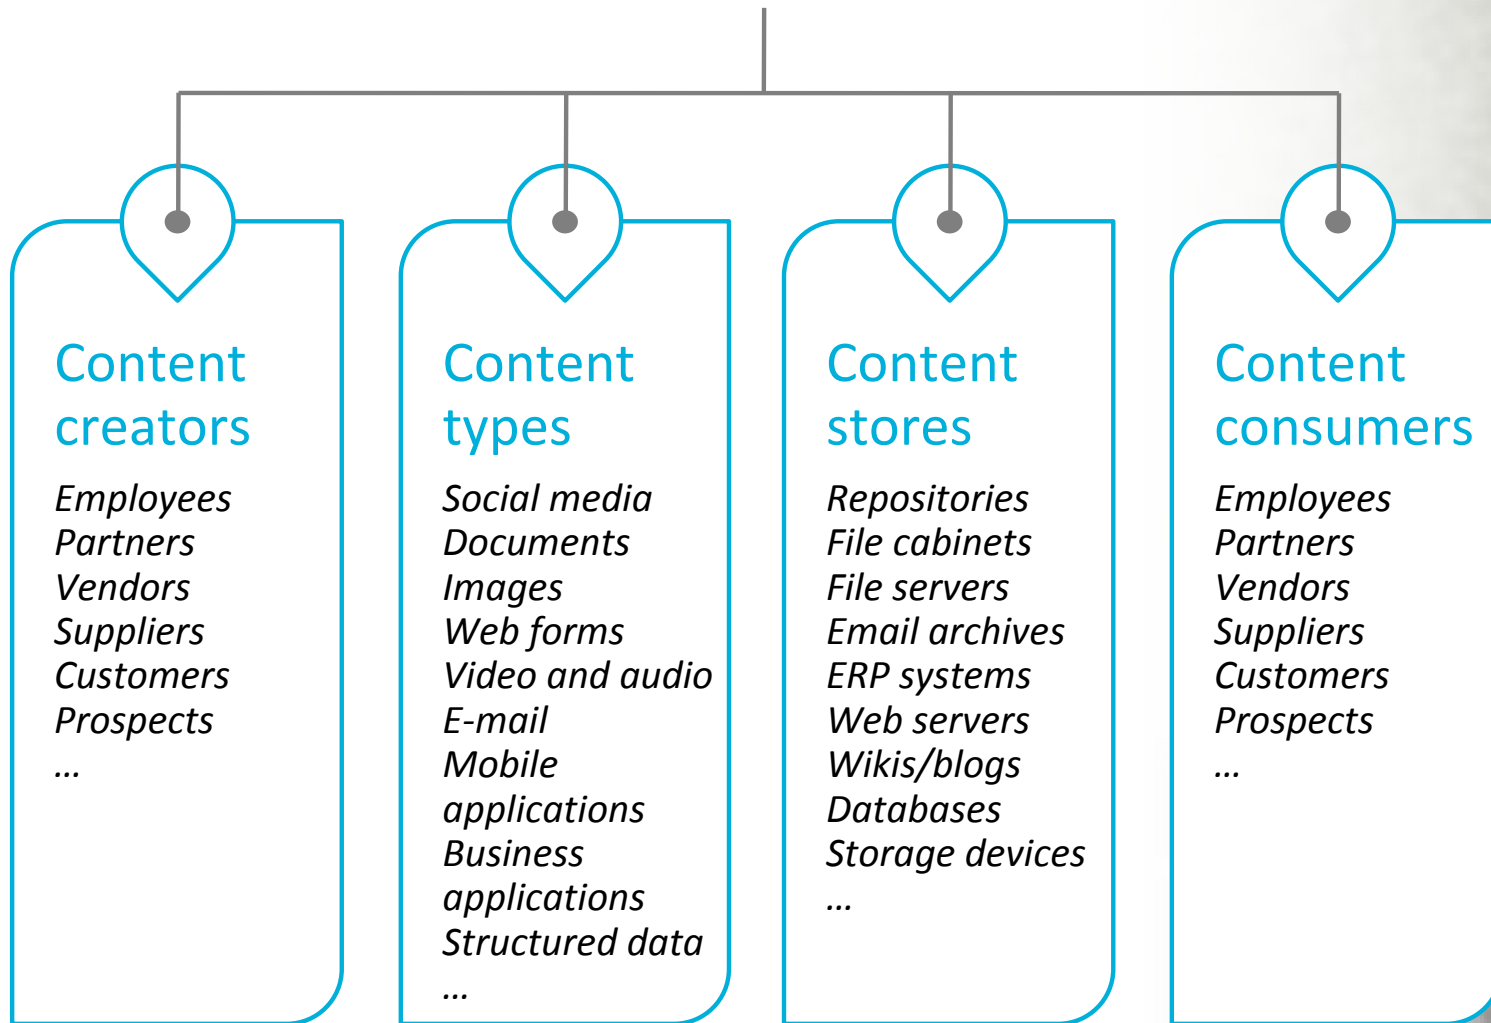 Content
creators
Employees
Partners
Vendors
Suppliers
Customers
Prospects
…
Content
types
Social media
Documents
Images
Web forms
Video and audio
E-mail
Mobile
applications
Business
applications
Structured data
…
Content
stores
Repositories
File cabinets
File servers
Email archives
ERP systems
Web servers
Wikis/blogs
Databases
Storage devices
…
Content
consumers
Employees
Partners
Vendors
Suppliers
Customers
Prospects
…